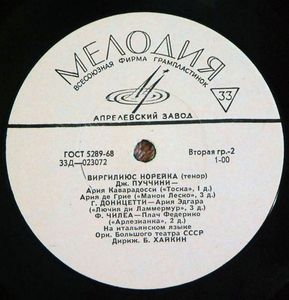 МЕЛОДИЯ
ВСЕСОЮЗНАЯ ФИРМА ГРАМПЛАСТИНОК
33
АПРЕЛЕВСКИЙ ЗАВОД
ГОСТ 5289-68
Вторая гр.-2
33Д—023072
1-00
ВИРГИЛИЮС НОРЕЙКА (тенор)
Дж. ПУЧЧИНИ—
Ария Каварадосси («Тоска», 1 д.)
Ария де Грие («Манон Леско», 3 д.)
Г. ДОНИЦЕТТИ — Ария Эдгара
(«Лючия ди Ламмермур», 3 д.)
Ф. ЧИЛЕА — Плач Федерико
(«Арлезианка», 2 д.)
На итальянском языке
Орк. Большого театра СССР
Дириж. Б. ХАЙКИН